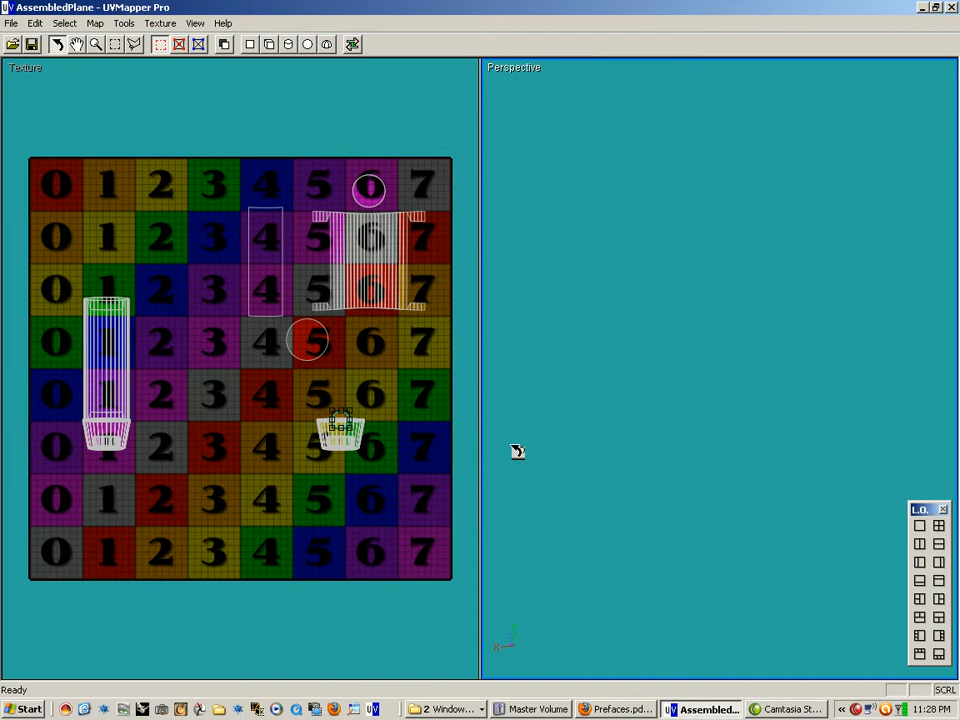 AssembledPlane - UVMapper Pro
File Edit Select Map Tools Texture View Help
Texture
Perspective
0 1 2 3 4 5 6 7
0 1 2 3 4 5 6 7
0 1 2 3 4 5 6 7
0 1 2 3 4 5 6 7
0 1 2 3 4 5 6 7
0 1 2 3 4 5 6 7
0 1 2 3 4 5 6 7
0 1 2 3 4 5 6 7
L.O.
X
Ready
SCRL
Start
2 Window...
Master Volume
Prefaces.pd...
Assembled...
Camtasia St...
11:28 PM